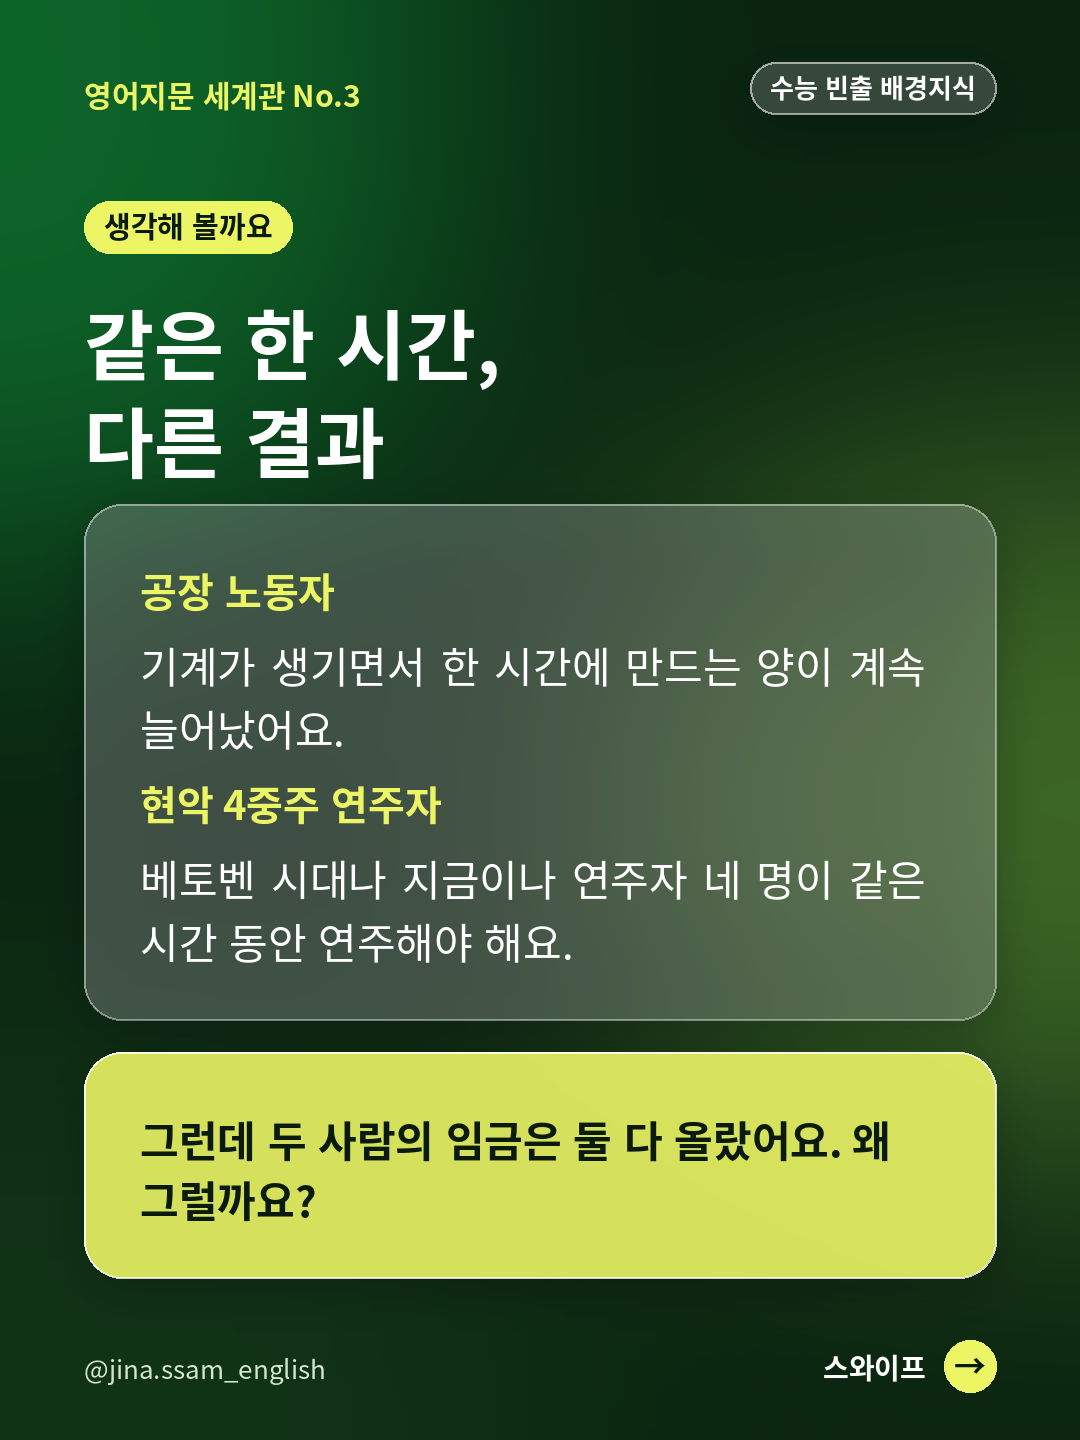 영어지문 세계관 No.3
수능 빈출 배경지식
생각해 볼까요
같은 한 시간,
다른 결과
공장 노동자
기계가 생기면서 한 시간에 만드는 양이 계속
늘어났어요.
현악 4중주 연주자
베토벤 시대나 지금이나 연주자 네 명이 같은
시간 동안 연주해야 해요.
그런데 두 사람의 임금은 둘 다 올랐어요. 왜
그럴까요?
@jina.ssam_english
스와이프 →